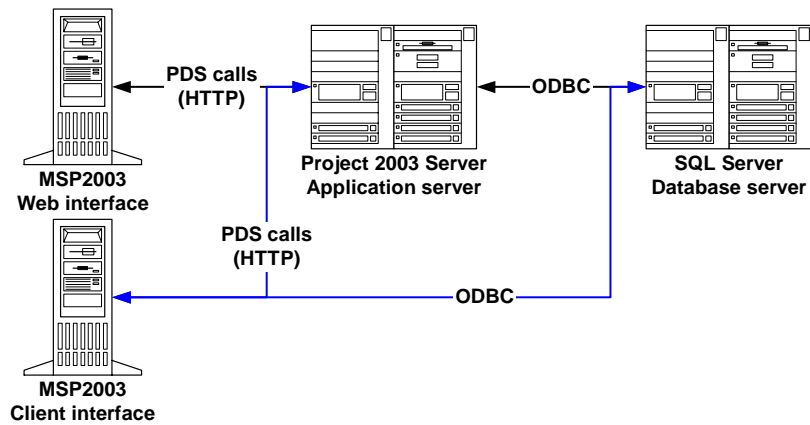 PDS calls
(HTTP)
ODBC
MSP2003
Web interface
Project 2003 Server
Application server
SQL Server
Database server
PDS calls
(HTTP)
ODBC
MSP2003
Client interface